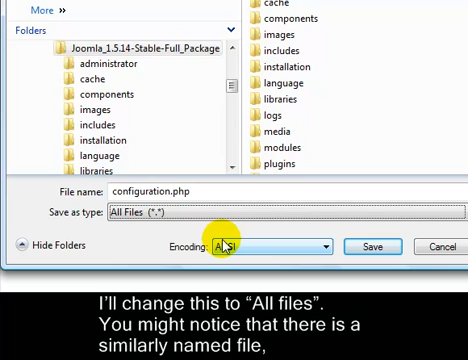 More »
Folders
Joomla_1.5.14-Stable-Full_Package
administrator
cache
components
images
includes
installation
language
libraries
cache
components
images
includes
installation
language
libraries
logs
media
modules
plugins
File name: configuration.php
Save as type: All Files (*.*)
Hide Folders
Encoding:
Save
Cancel
I'll change this to “All files”.
You might notice that there is a
similarly named file,